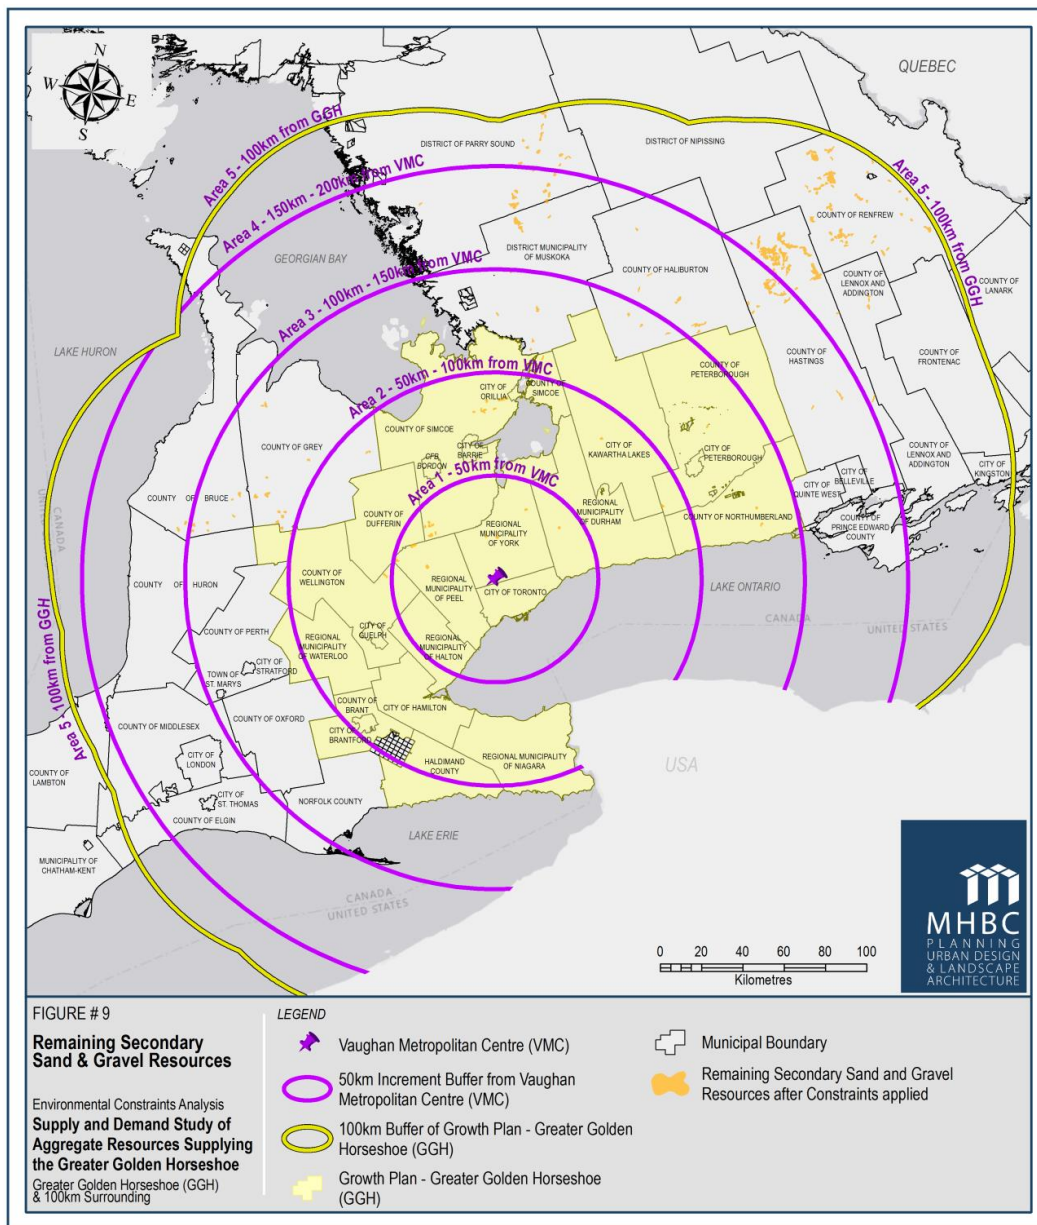 N
W
E
S
QUEBEC
Area 5 - 100km from GGH
DISTRICT OF PARRY SOUND
DISTRICT OF NIPISSING
Area 4 - 150km - 200km from VMC
Area 5 - 100km from GGH
COUNTY OF RENFREW
GEORGIAN BAY
DISTRICT MUNICIPALITY
OF MUSKOKA
COUNTY OF HALIBURTON
COUNTY OF
LENNOX AND
ADDINGTON
COUNTY OF
LANARK
Area 3 - 100km - 150km from VMC
LAKE HURON
COUNTY OF
HASTINGS
COUNTY OF
FRONTENAC
COUNTY OF
PETERBOROUGH
Area 2 - 50km - 100km from VMC
CITY OF
ORILLIA
COUNTY OF
SIMCOE
COUNTY OF SIMCOE
COUNTY OF GREY
CITY OF
BARRIE
CFB
BORDON
CITY OF
KAWARTHA LAKES
CITY OF
PETERBOROUGH
COUNTY OF
LENNOX AND
ADDINGTON
CITY OF
KINGSTON
CITY OF
BELLEVILLE
CITY OF
QUINTE WEST
Area 1 - 50km from VMC
COUNTY OF BRUCE
COUNTY OF
DUFFERIN
REGIONAL
MUNICIPALITY
OF YORK
REGIONAL
MUNICIPALITY
OF DURHAM
COUNTY OF NORTHUMBERLAND
COUNTY OF
PRINCE EDWARD
COUNTY
CANADA
COUNTY OF HURON
COUNTY OF
WELLINGTON
REGIONAL
MUNICIPALITY
OF PEEL
CITY OF TORONTO
LAKE ONTARIO
CANADA
UNITED STATES
COUNTY OF PERTH
REGIONAL
MUNICIPALITY
OF WATERLOO
CITY OF
GUELPH
REGIONAL
MUNICIPALITY
OF HALTON
CITY OF
STRATFORD
TOWN OF
ST. MARYS
Area 5 - 100km from GGH
COUNTY OF MIDDLESEX
COUNTY OF OXFORD
COUNTY OF
BRANT
CITY OF HAMILTON
CITY OF
BRANTFORD
CITY OF
LONDON
HALDIMAND
COUNTY
REGIONAL MUNICIPALITY
OF NIAGARA
USA
COUNTY OF
LAMBTON
CITY OF
ST. THOMAS
NORFOLK COUNTY
COUNTY OF ELGIN
LAKE ERIE
MUNICIPALITY OF
CHATHAM-KENT
CANADA
UNITED STATES
0 20 40 60 80 100
Kilometres
MHBC
PLANNING
URBAN DESIGN
& LANDSCAPE
ARCHITECTURE
FIGURE # 9
Remaining Secondary
Sand & Gravel Resources
Environmental Constraints Analysis
Supply and Demand Study of
Aggregate Resources Supplying
the Greater Golden Horseshoe
Greater Golden Horseshoe (GGH)
& 100km Surrounding
LEGEND
Vaughan Metropolitan Centre (VMC)
50km Increment Buffer from Vaughan
Metropolitan Centre (VMC)
100km Buffer of Growth Plan - Greater Golden
Horseshoe (GGH)
Growth Plan - Greater Golden Horseshoe
(GGH)
Municipal Boundary
Remaining Secondary Sand and Gravel
Resources after Constraints applied